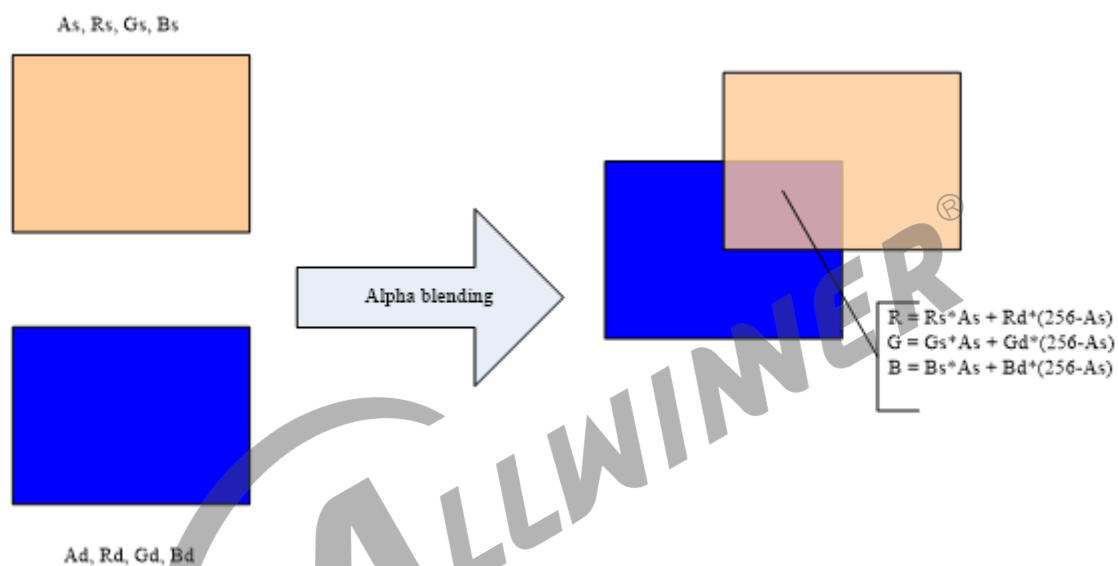 As, Rs, Gs, Bs
Alpha blending
R = Rs*As + Rd*(256-As)
G = Gs*As + Gd*(256-As)
B = Bs*As + Bd*(256-As)
Ad, Rd, Gd, Bd
ALLWINNER®